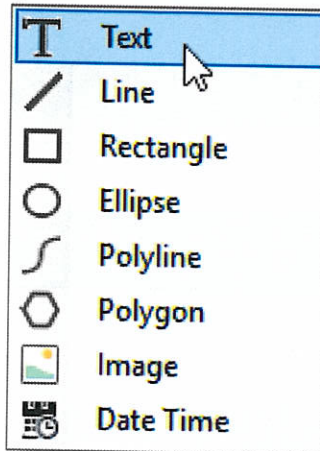 Text
Line
Rectangle
Ellipse
Polyline
Polygon
Image
Date Time